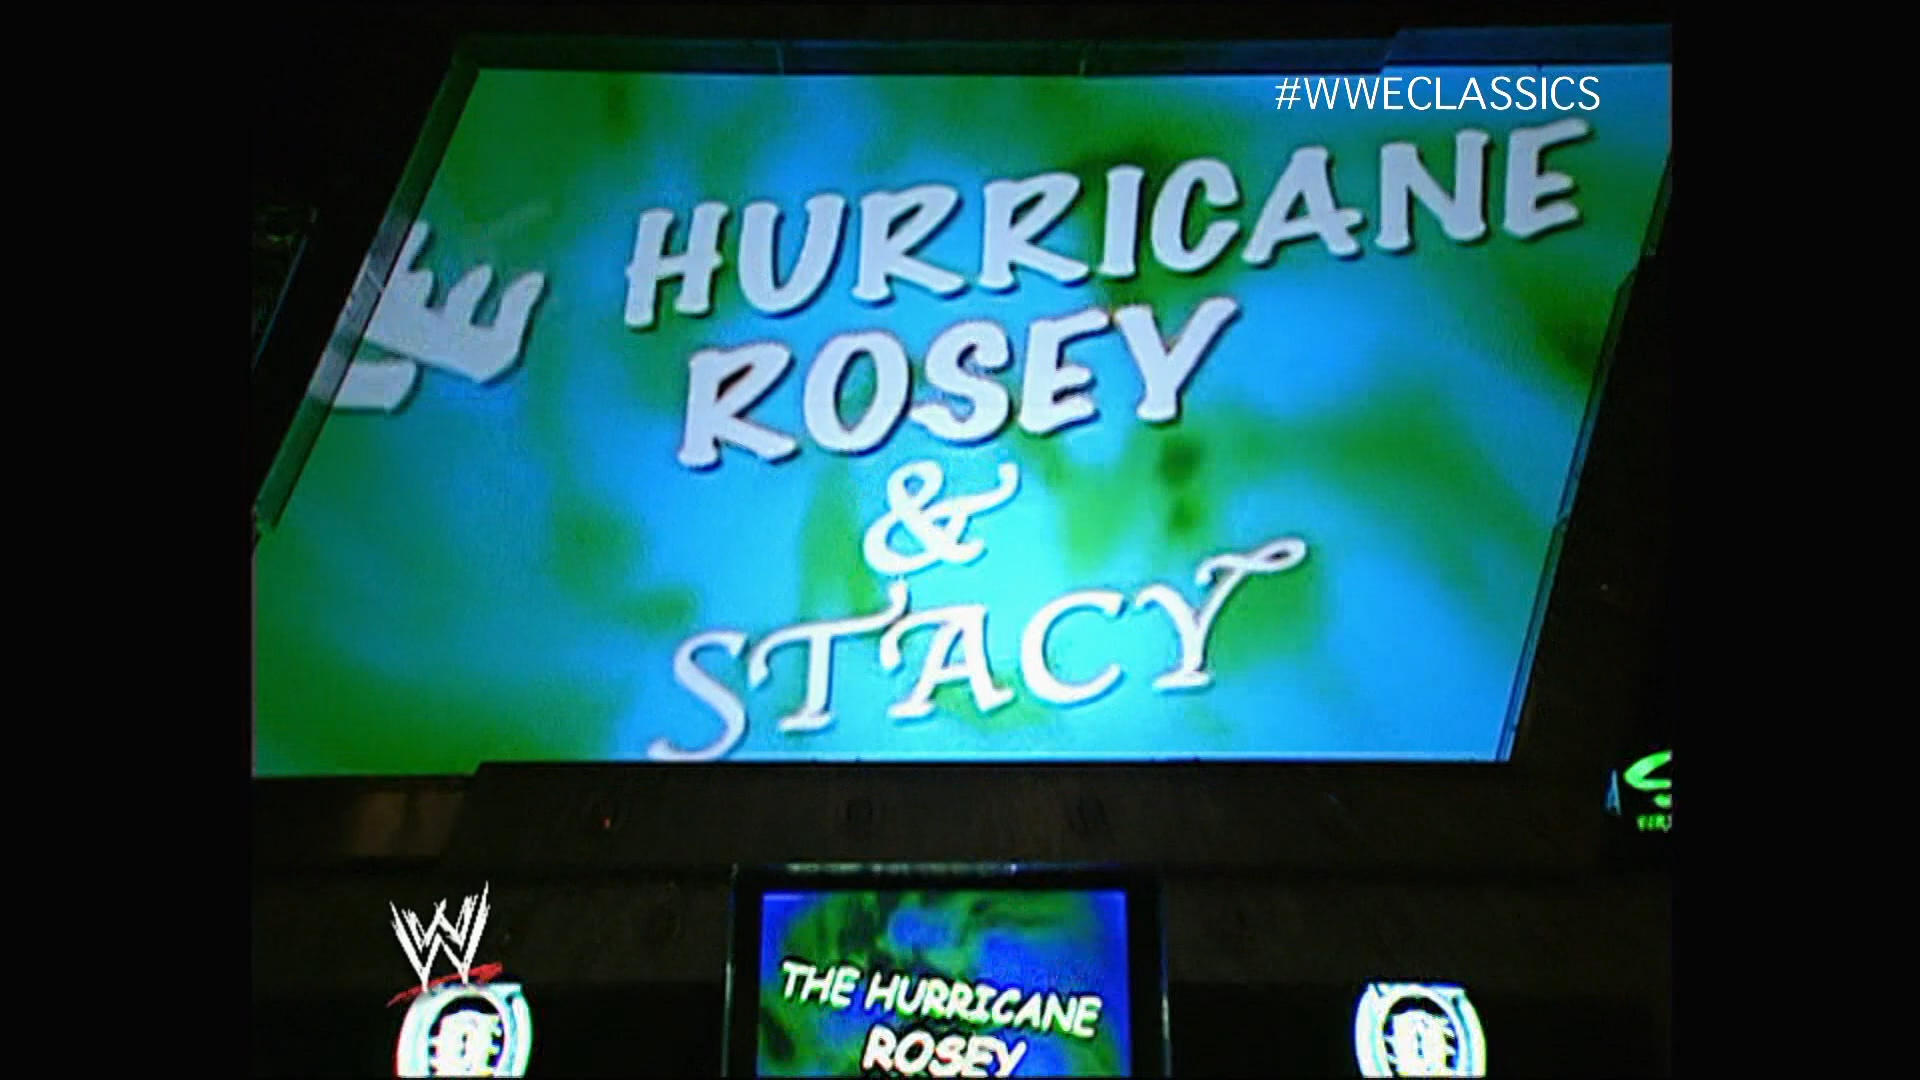 #WWECLASSICS
HURRICANE
ROSEY
&
STACY
W
THE HURRICANE
ROSEY